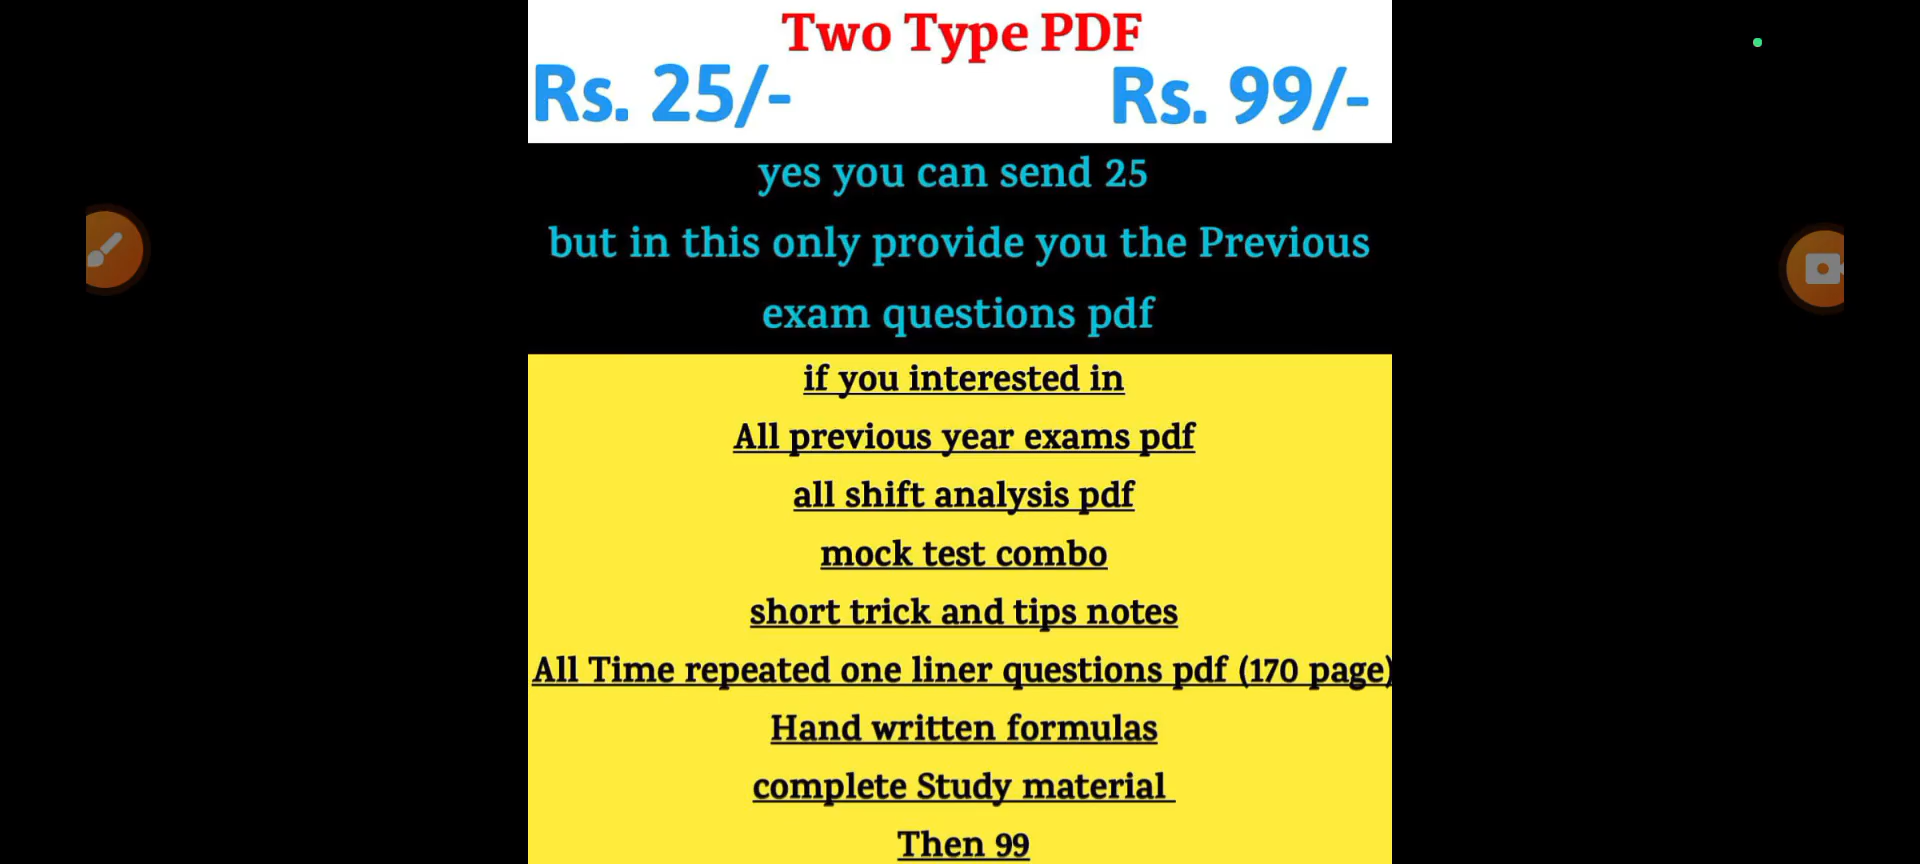 Two Type PDF
Rs. 25/- Rs. 99/-
yes you can send 25
but in this only provide you the Previous
exam questions pdf
if you interested in
All previous year exams pdf
all shift analysis pdf
mock test combo
short trick and tips notes
All Time repeated one liner questions pdf (170 page)
Hand written formulas
complete Study material
Then 99